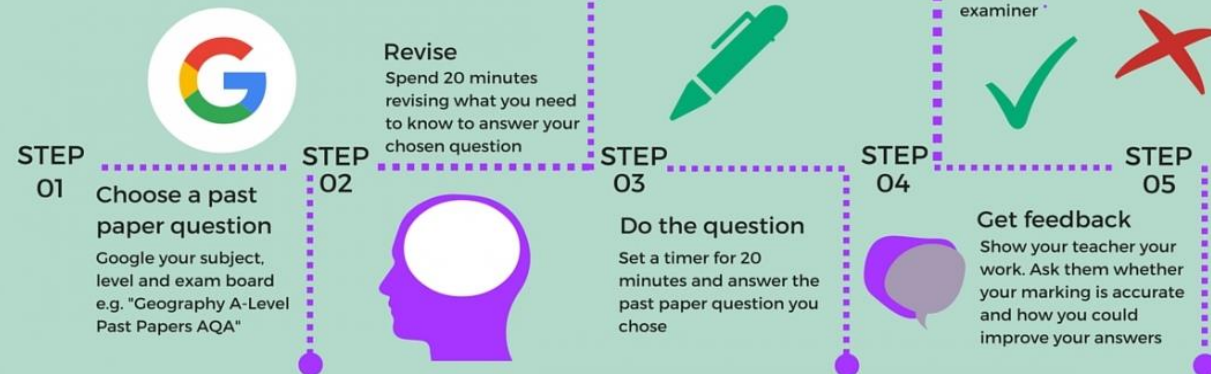 examiner
Revise
Spend 20 minutes
revising what you need
to know to answer your
chosen question
STEP
01
Choose a past
paper question
Google your subject,
level and exam board
e.g. "Geography A-Level
Past Papers AQA"
STEP
02
STEP
03
Do the question
Set a timer for 20
minutes and answer the
past paper question you
chose
STEP
04
STEP
05
Get feedback
Show your teacher your
work. Ask them whether
your marking is accurate
and how you could
improve your answers